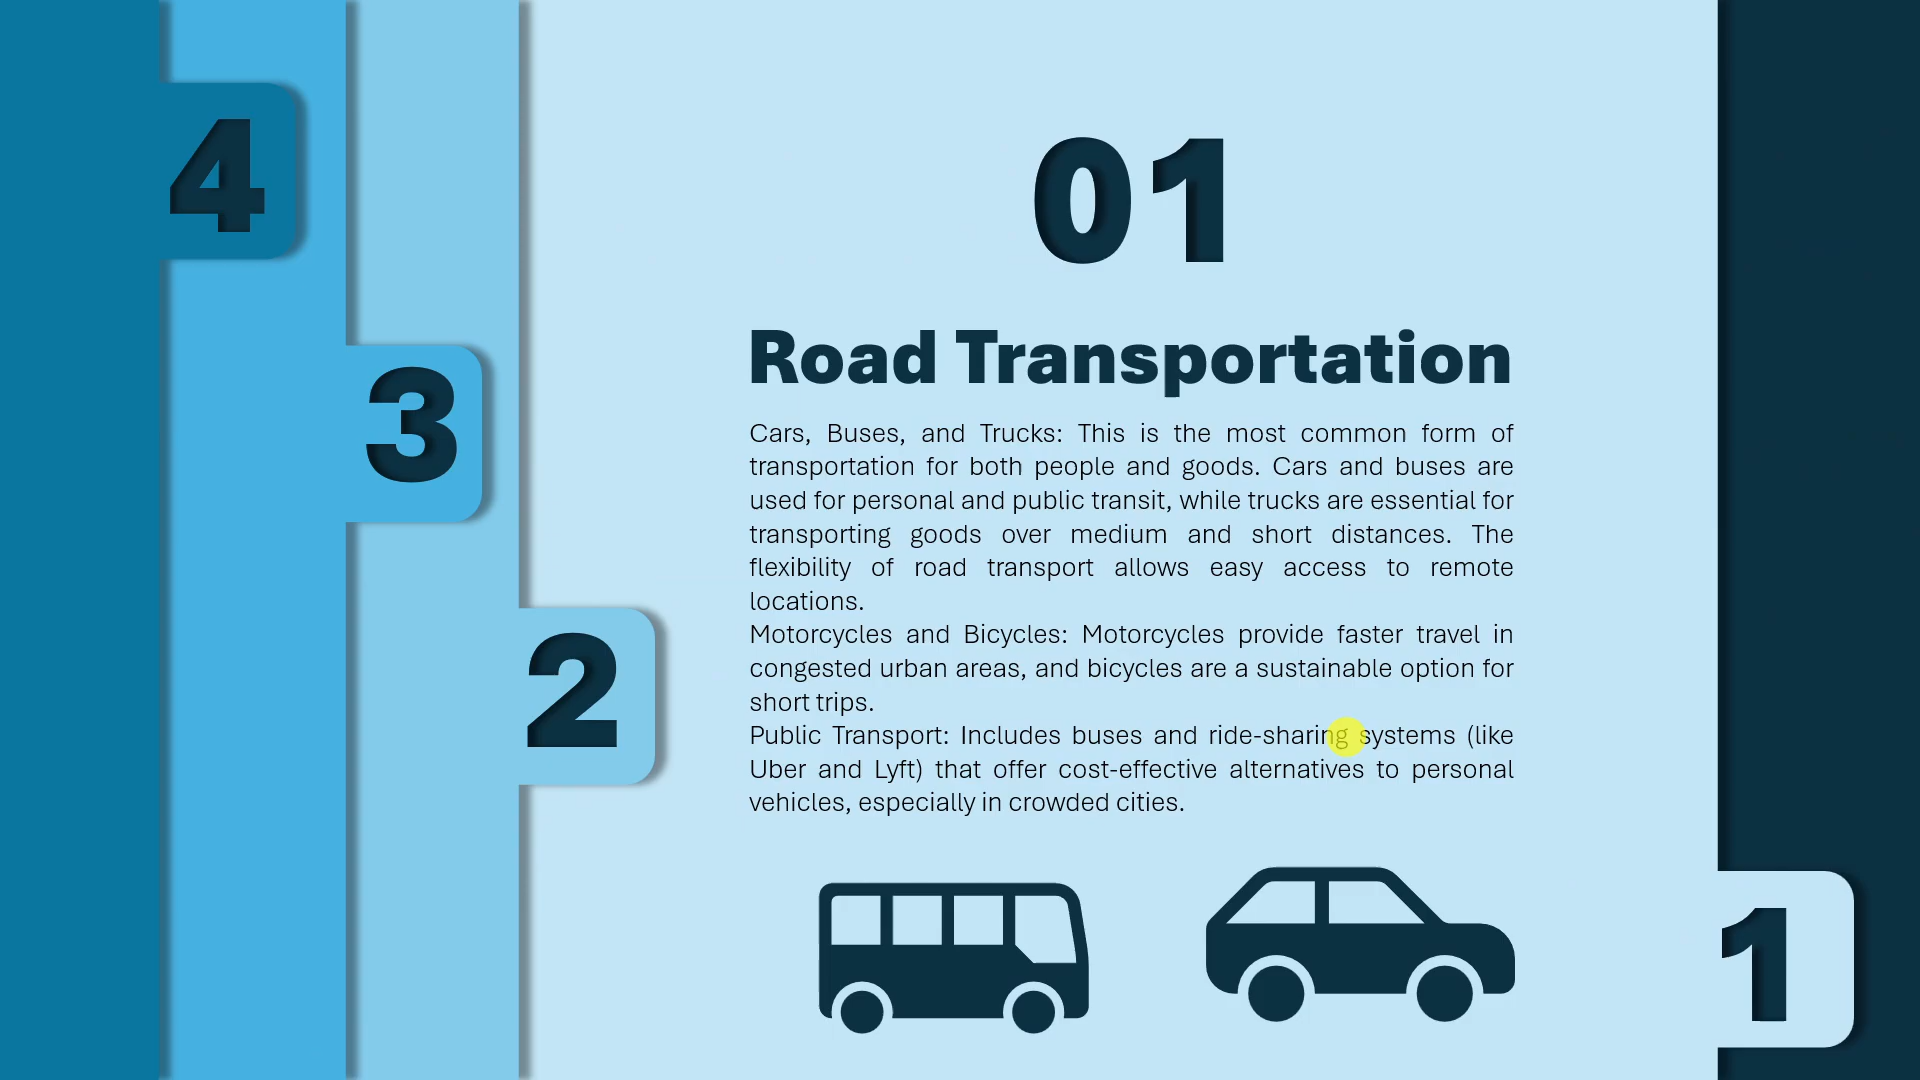 4
3
2
01
Road Transportation
Cars, Buses, and Trucks: This is the most common form of
transportation for both people and goods. Cars and buses are
used for personal and public transit, while trucks are essential for
transporting goods over medium and short distances. The
flexibility of road transport allows easy access to remote
locations.
Motorcycles and Bicycles: Motorcycles provide faster travel in
congested urban areas, and bicycles are a sustainable option for
short trips.
Public Transport: Includes buses and ride-sharing systems (like
Uber and Lyft) that offer cost-effective alternatives to personal
vehicles, especially in crowded cities.
1